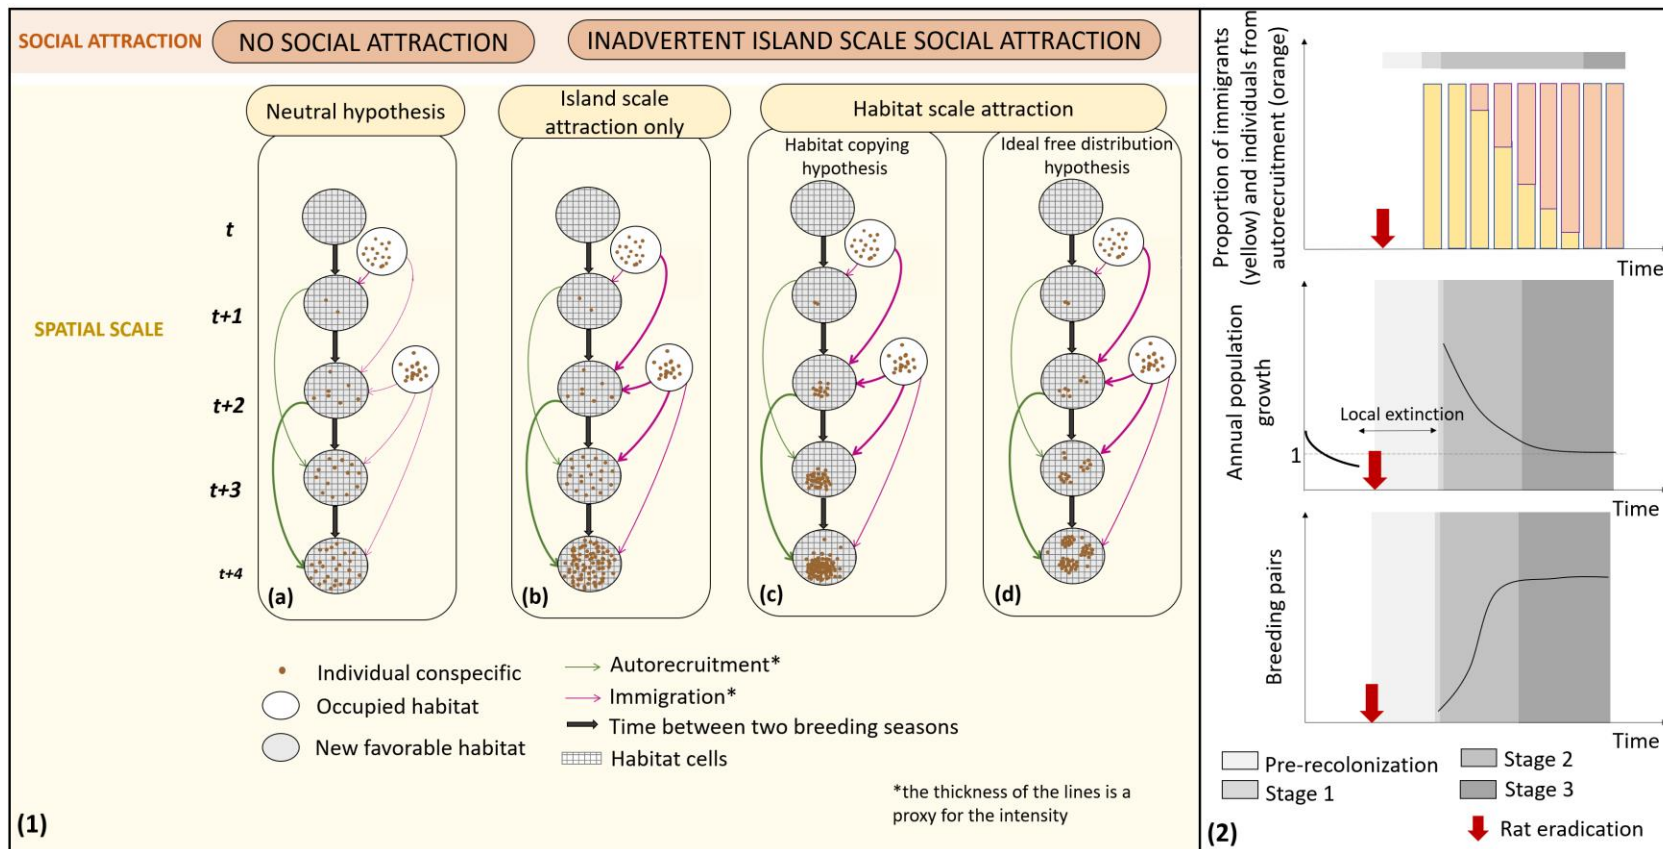 SOCIAL ATTRACTION
NO SOCIAL ATTRACTION
INADVERTENT ISLAND SCALE SOCIAL ATTRACTION
SPATIAL SCALE
Neutral hypothesis
Island scale
attraction only
Habitat scale attraction
Habitat copying
hypothesis
Ideal free distribution
hypothesis
t
t+1
t+2
t+3
t+4
(a)
(b)
(c)
(d)
Individual conspecific
Occupied habitat
New favorable habitat
Autorecruitment*
Immigration*
Time between two breeding seasons
Habitat cells
*the thickness of the lines is a
proxy for the intensity
(1)
Proportion of immigrants
(yellow) and individuals from
autorecruitment (orange)
Time
Annual population
growth
Local extinction
1
Time
Breeding pairs
Time
Pre-recolonization
Stage 1
Stage 2
Stage 3
Rat eradication
(2)